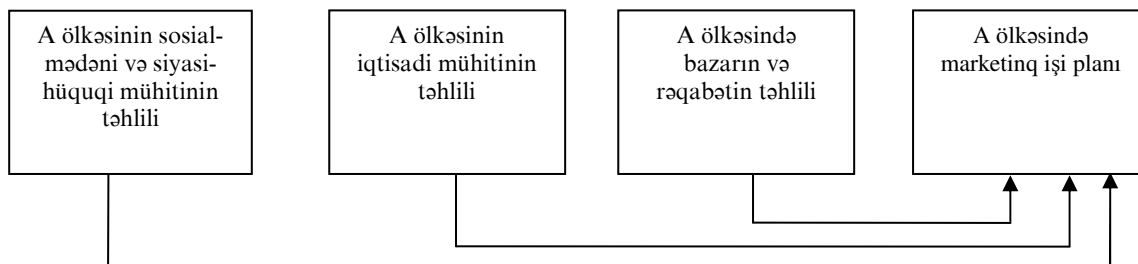 A ölkəsinin sosial-
mədəni və siyasi-
hüquqi mühitinin
təhlili
A ölkəsinin
iqtisadi mühitinin
təhlili
A ölkəsində
bazarın və
rəqabətin təhlili
A ölkəsində
marketinq işi planı